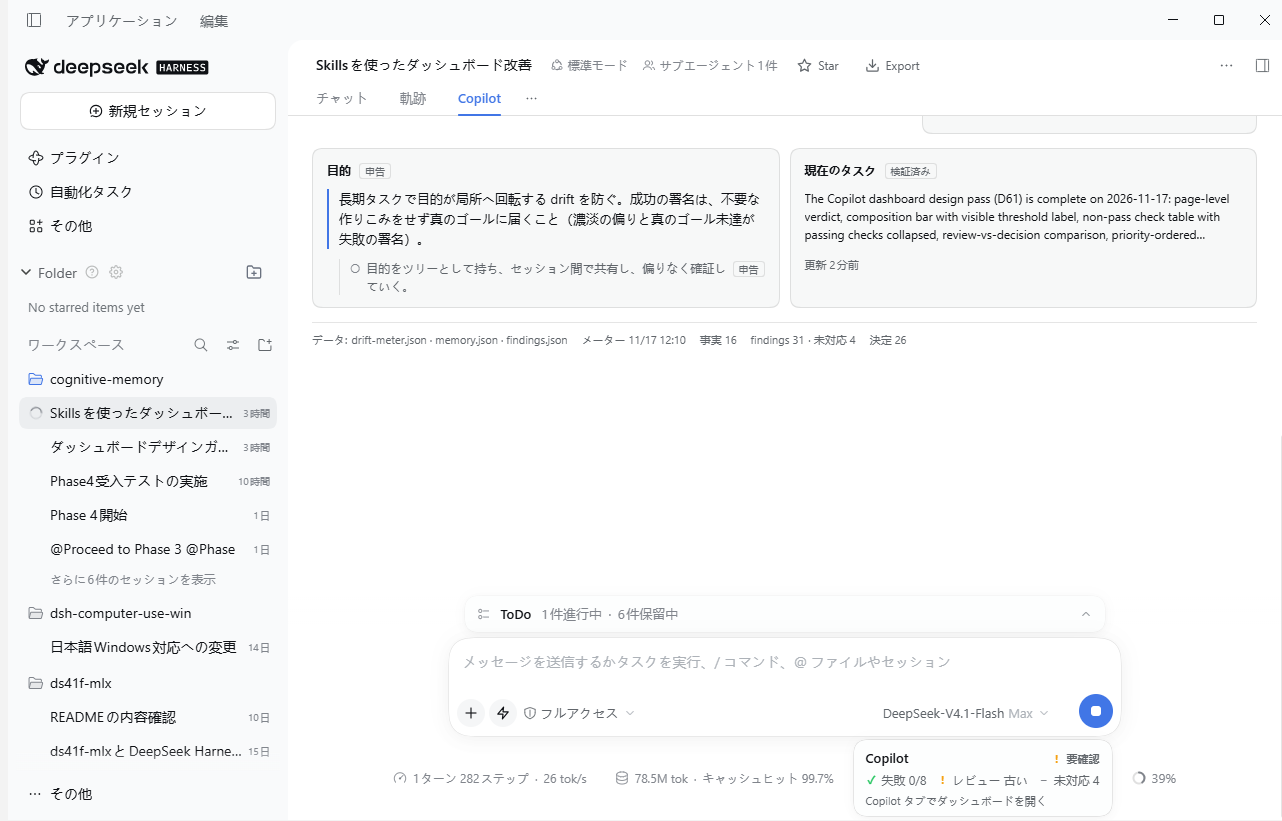 アプリケーション 編集
deepseek HARNESS
新規セッション
プラグイン
自動化タスク
その他
Folder
No starred items yet
ワークスペース
cognitive-memory
Skillsを使ったダッシュボー... 3時間
ダッシュボードデザインガ... 3時間
Phase4受入テストの実施 10時間
Phase 4開始 1日
@Proceed to Phase 3 @Phase 1日
さらに6件のセッションを表示
dsh-computer-use-win
日本語Windows対応への変更 14日
ds41f-mlx
READMEの内容確認 10日
ds41f-mlxとDeepSeek Harne... 15日
その他
Skillsを使ったダッシュボード改善 標準モード サブエージェント1件 Star Export
チャット 軌跡 Copilot
目的 申告
長期タスクで目的が局所へ回転する drift を防ぐ。成功の署名は、不要な
作りこみをせず真のゴールに届くこと（濃淡の偏りと真のゴール未達が
失敗の署名）。
目的をツリーとして持ち、セッション間で共有し、偏りなく確証し 申告
ていく。
現在のタスク 検証済み
The Copilot dashboard design pass (D61) is complete on 2026-11-17: page-level
verdict, composition bar with visible threshold label, non-pass check table with
passing checks collapsed, review-vs-decision comparison, priority-ordered...
更新 2分前
データ: drift-meter.json · memory.json · findings.json メーター 11/17 12:10 事実 16 findings 31 · 未対応 4 決定 26
ToDo 1件進行中 · 6件保留中
メッセージを送信するかタスクを実行、/ コマンド、@ ファイルやセッション
フルアクセス DeepSeek-V4.1-Flash Max
1ターン 282ステップ · 26 tok/s 78.5M tok · キャッシュヒット 99.7%
Copilot ! 要確認
✓ 失敗 0/8 ! レビュー 古い − 未対応 4
Copilot タブでダッシュボードを開く
39%